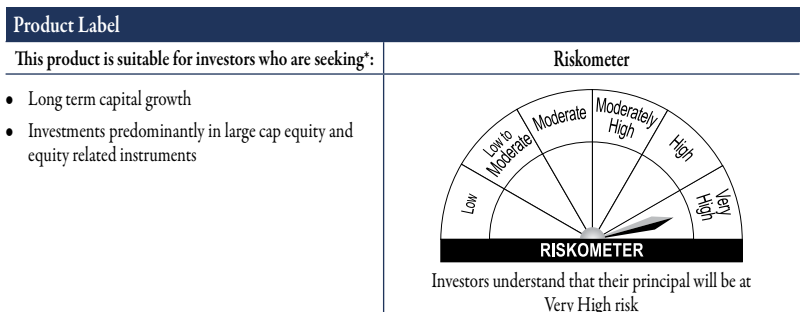 Product Label
This product is suitable for investors who are seeking*:
Riskometer
• Long term capital growth
• Investments predominantly in large cap equity and
equity related instruments
Low
Low to
Moderate
Moderate
Moderately
High
High
Very
High
RISKOMETER
Investors understand that their principal will be at
Very High risk